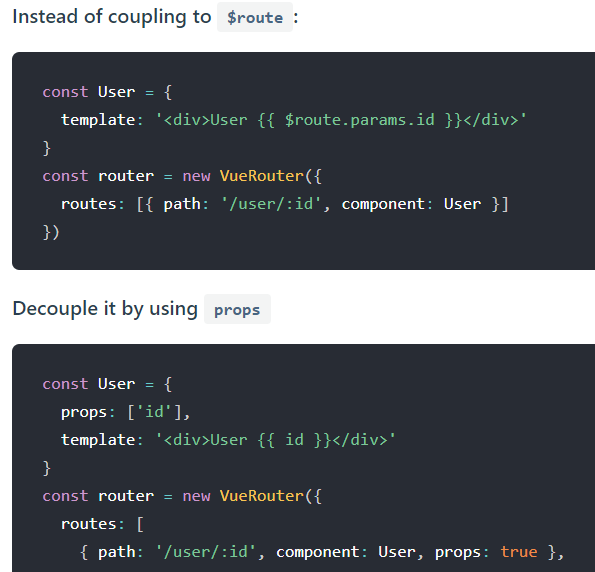 Instead of coupling to $route:
const User = {
  template: '<div>User {{ $route.params.id }}</div>'
}
const router = new VueRouter({
  routes: [{ path: '/user/:id', component: User }]
})
Decouple it by using props
const User = {
  props: ['id'],
  template: '<div>User {{ id }}</div>'
}
const router = new VueRouter({
  routes: [
    { path: '/user/:id', component: User, props: true },